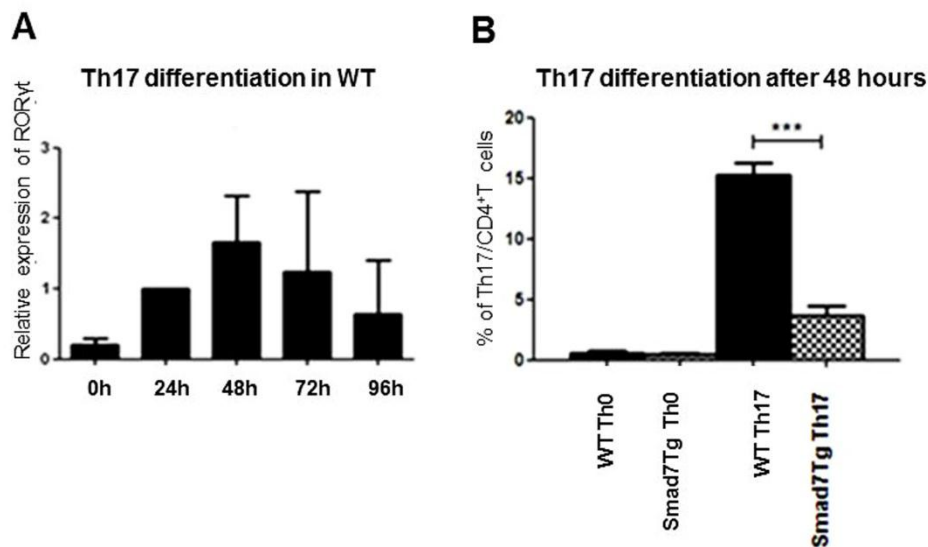 A
Th17 differentiation in WT
Relative expression of RORγt
3
2
1
0
0h 24h 48h 72h 96h
B
Th17 differentiation after 48 hours
% of Th17/CD4⁺T cells
20
15
10
5
0
***
WT Th0
Smad7Tg Th0
WT Th17
Smad7Tg Th17